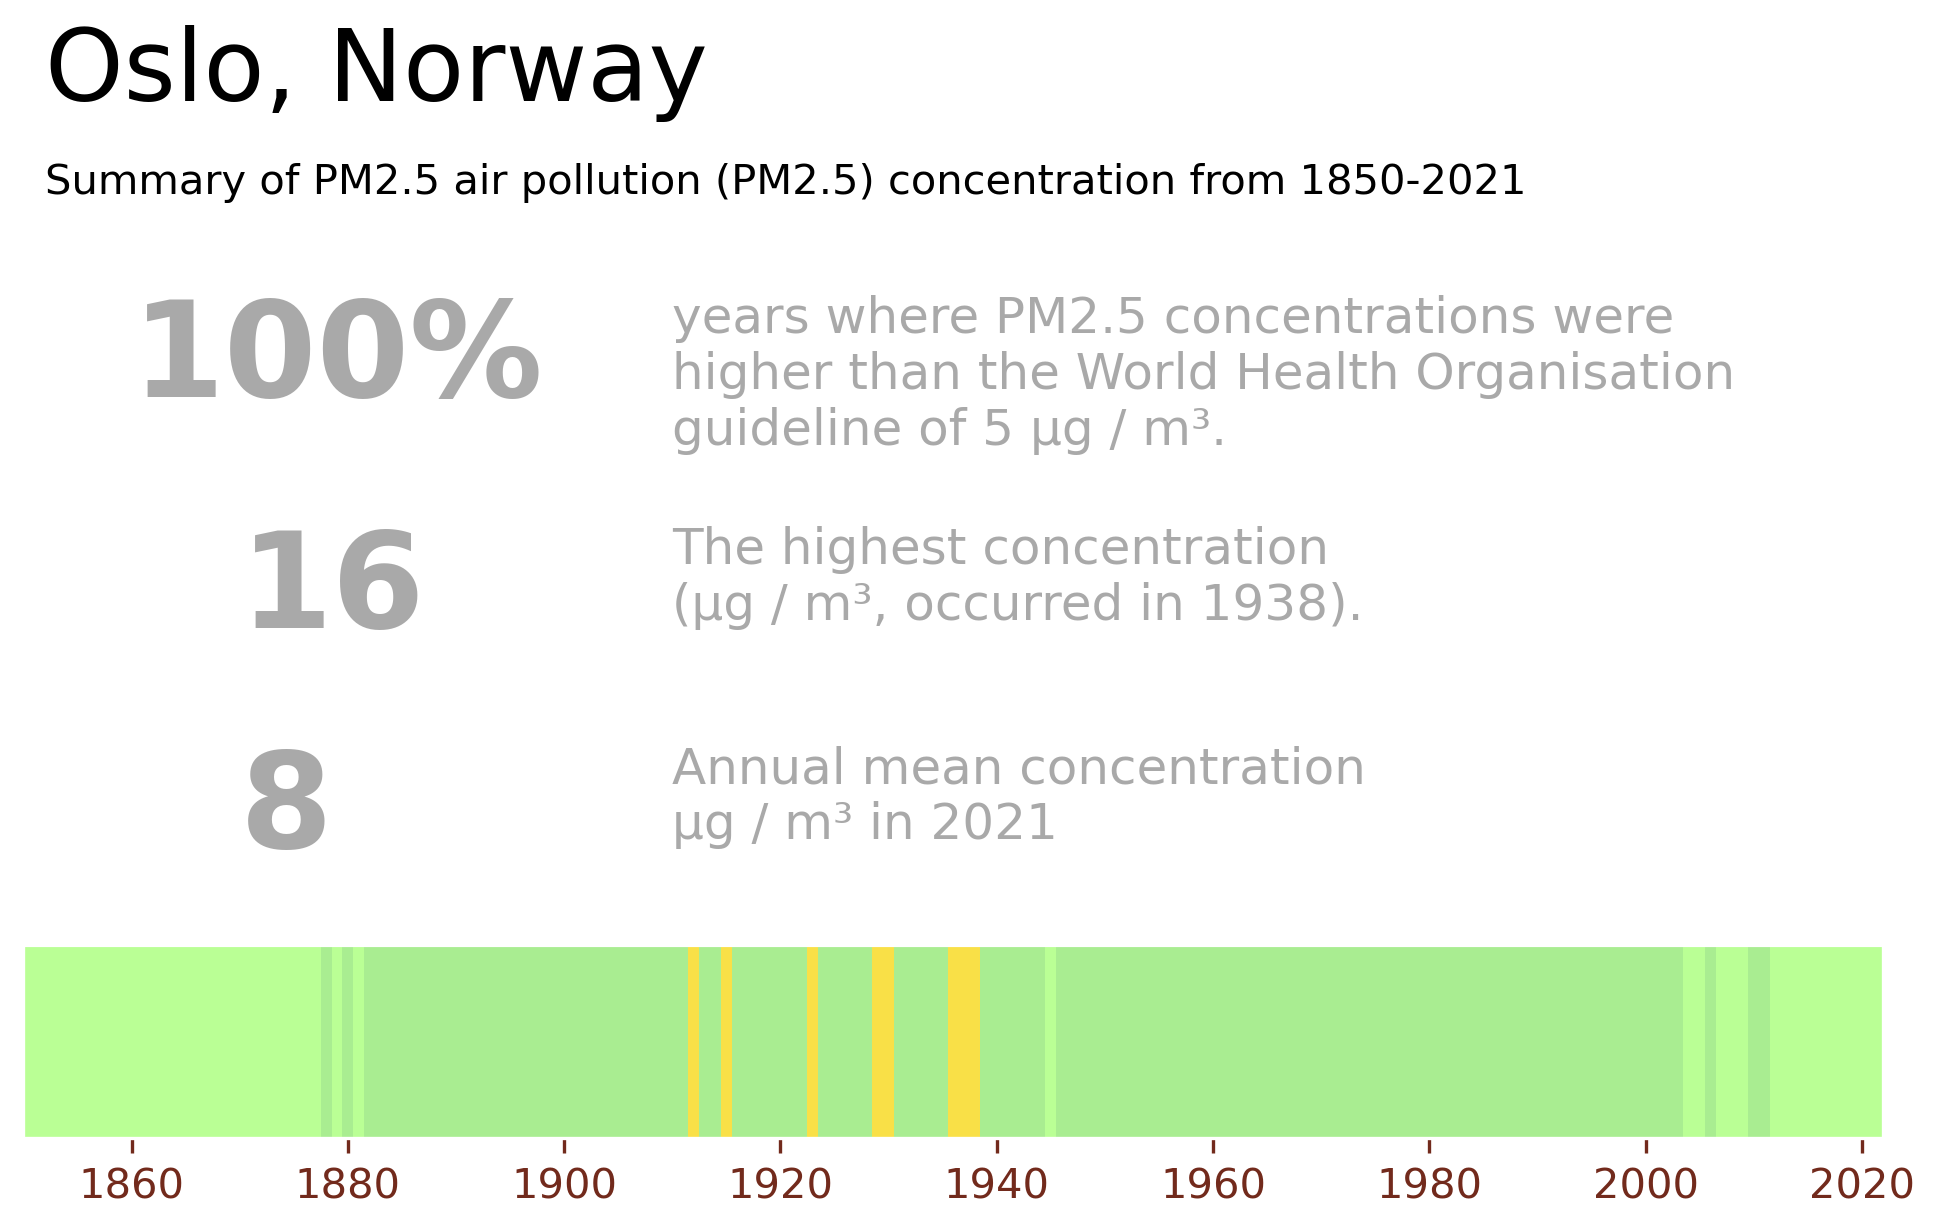 Oslo, Norway
Summary of PM2.5 air pollution (PM2.5) concentration from 1850-2021
100%
years where PM2.5 concentrations were
higher than the World Health Organisation
guideline of 5 µg / m³.
16
The highest concentration
(µg / m³, occurred in 1938).
8
Annual mean concentration
µg / m³ in 2021
1860 1880 1900 1920 1940 1960 1980 2000 2020